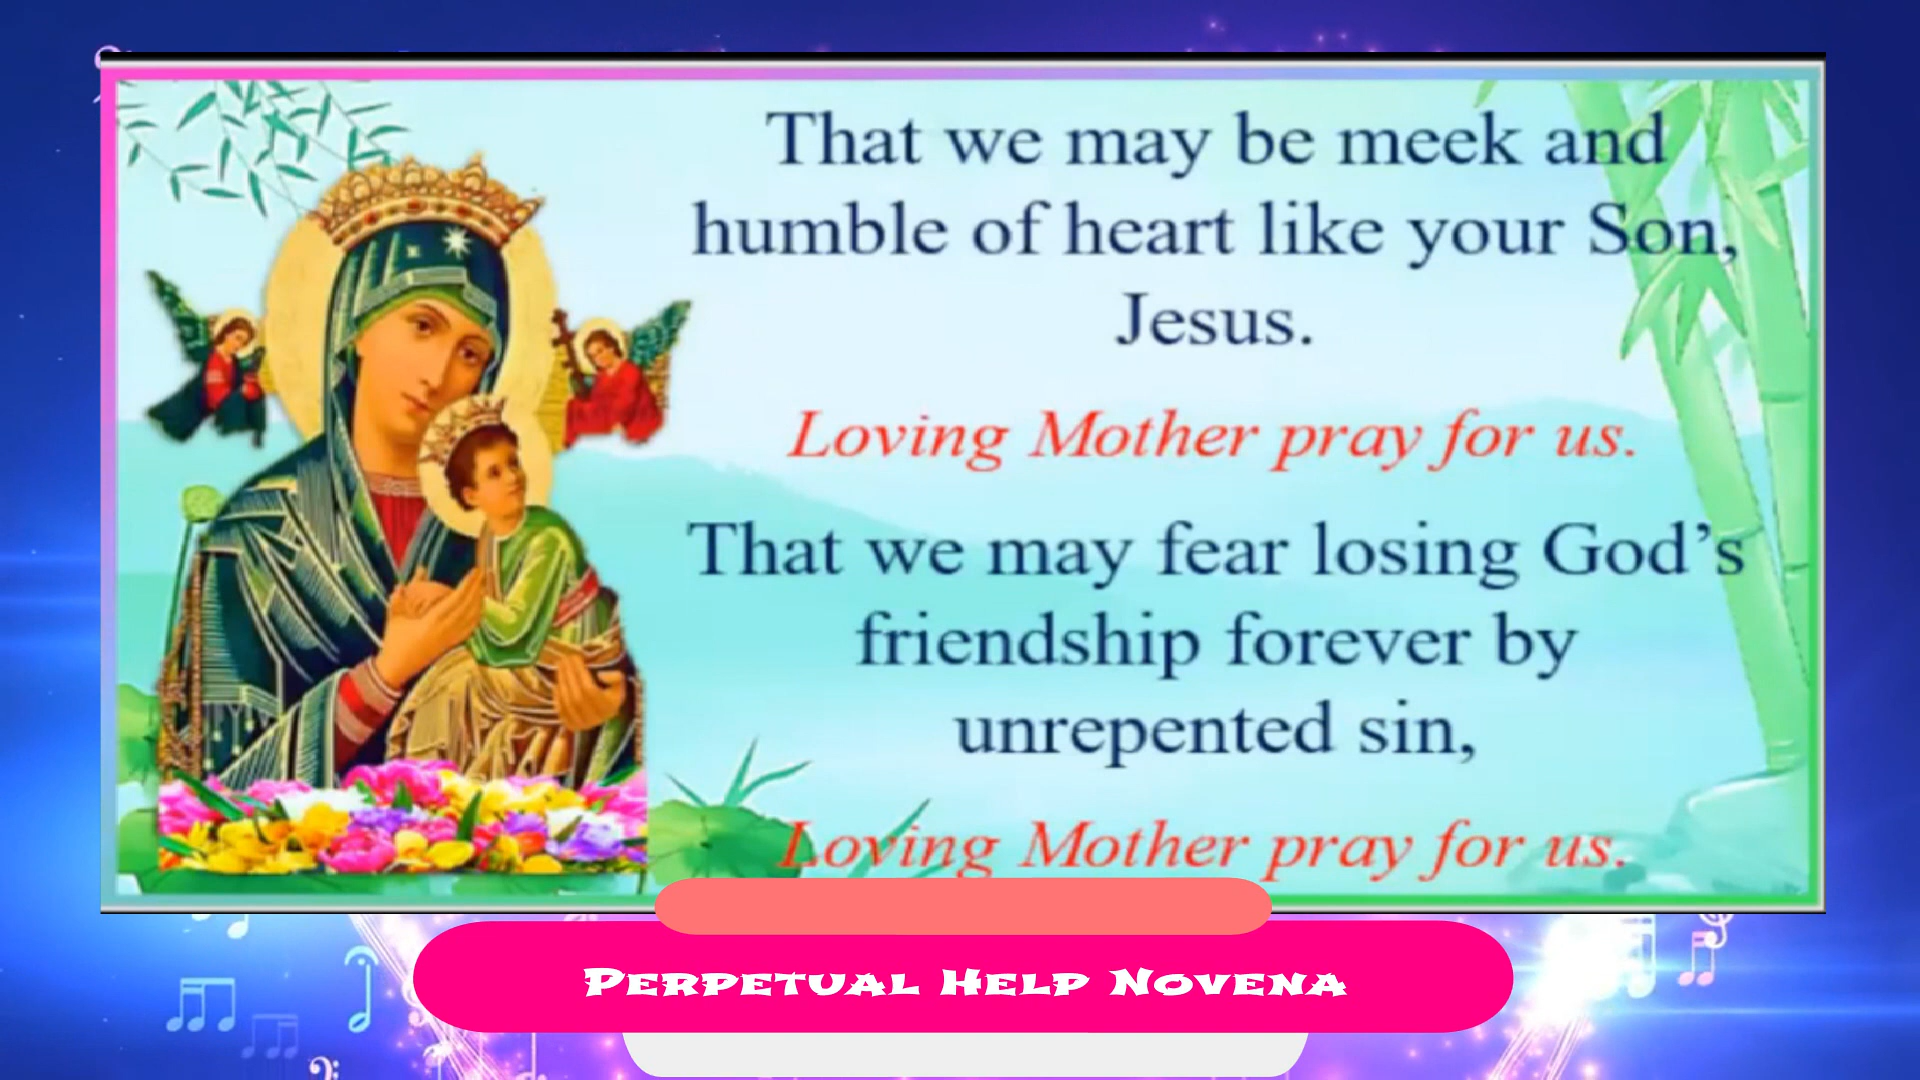 That we may be meek and
humble of heart like your Son,
Jesus.
Loving Mother pray for us.
That we may fear losing God’s
friendship forever by
unrepented sin,
Loving Mother pray for us.
Perpetual Help Novena